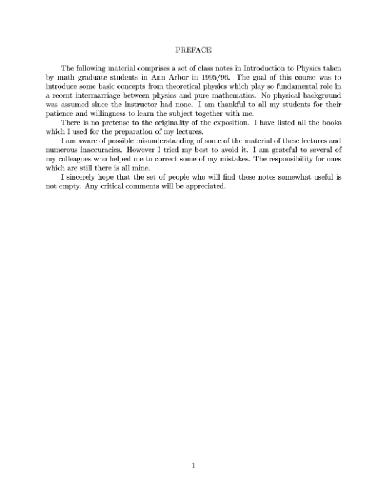 PREFACE
The following material comprises a set of class notes in Introduction to Physics taken
by math graduate students in Ann Arbor in 1995/96. The goal of this course was to
introduce some basic concepts from theoretical physics which play so fundamental role in
a recent intermarriage between physics and pure mathematics. No physical background
was assumed since the instructor had none. I am thankful to all my students for their
patience and willingness to learn the subject together with me.
There is no pretense to the originality of the exposition. I have listed all the books
which I used for the preparation of my lectures.
I am aware of possible misunderstanding of some of the material of these lectures and
numerous inaccuracies. However I tried my best to avoid it. I am grateful to several of
my colleagues who helped me to correct some of my mistakes. The responsibility for ones
which are still there is all mine.
I sincerely hope that the set of people who will find these notes somewhat useful is
not empty. Any critical comments will be appreciated.
1